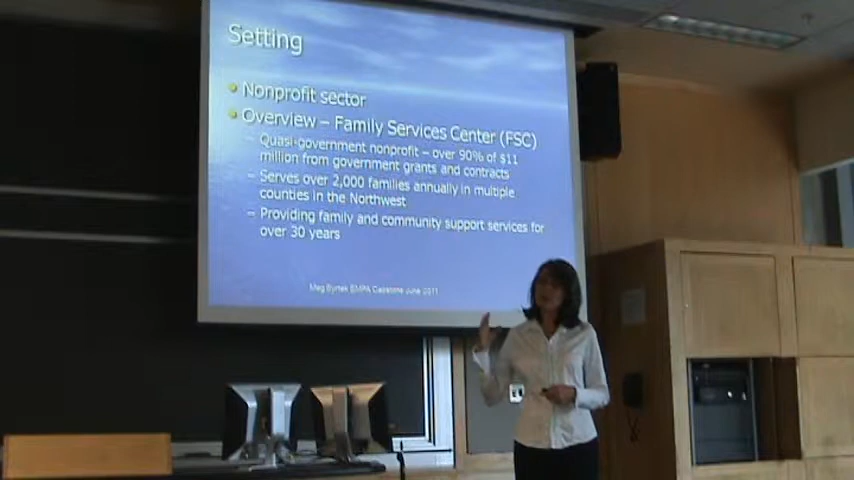 Setting
Nonprofit sector
Overview – Family Services Center (FSC)
– Quasi-government nonprofit – over 90% of $11
million from government grants and contracts
– Serves over 2,000 families annually in multiple
counties in the Northwest
– Providing family and community support services for
over 30 years
Meg EMPA Capstone June 2011